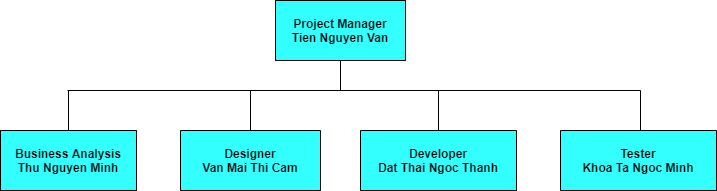 Project Manager
Tien Nguyen Van
Business Analysis
Thu Nguyen Minh
Designer
Van Mai Thi Cam
Developer
Dat Thai Ngoc Thanh
Tester
Khoa Ta Ngoc Minh